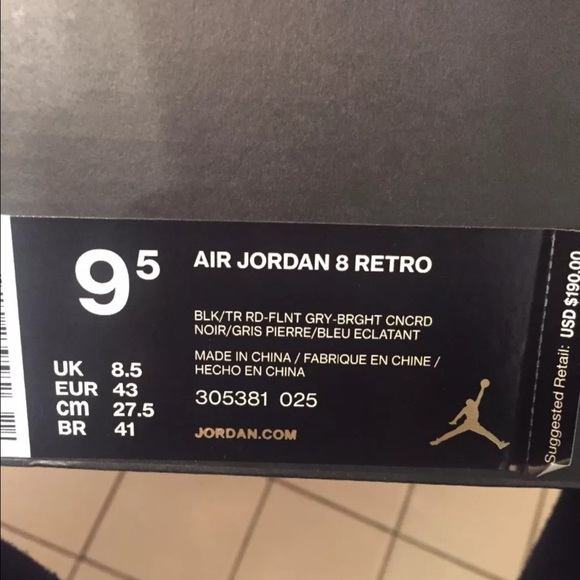 9 5
AIR JORDAN 8 RETRO
BLK/TR RD-FLNT GRY-BRGHT CNCRD
NOIR/GRIS PIERRE/BLEU ECLATANT
MADE IN CHINA / FABRIQUE EN CHINE /
HECHO EN CHINA
305381 025
JORDAN.COM
UK 8.5
EUR 43
cm 27.5
BR 41
Suggested Retail: USD $190.00